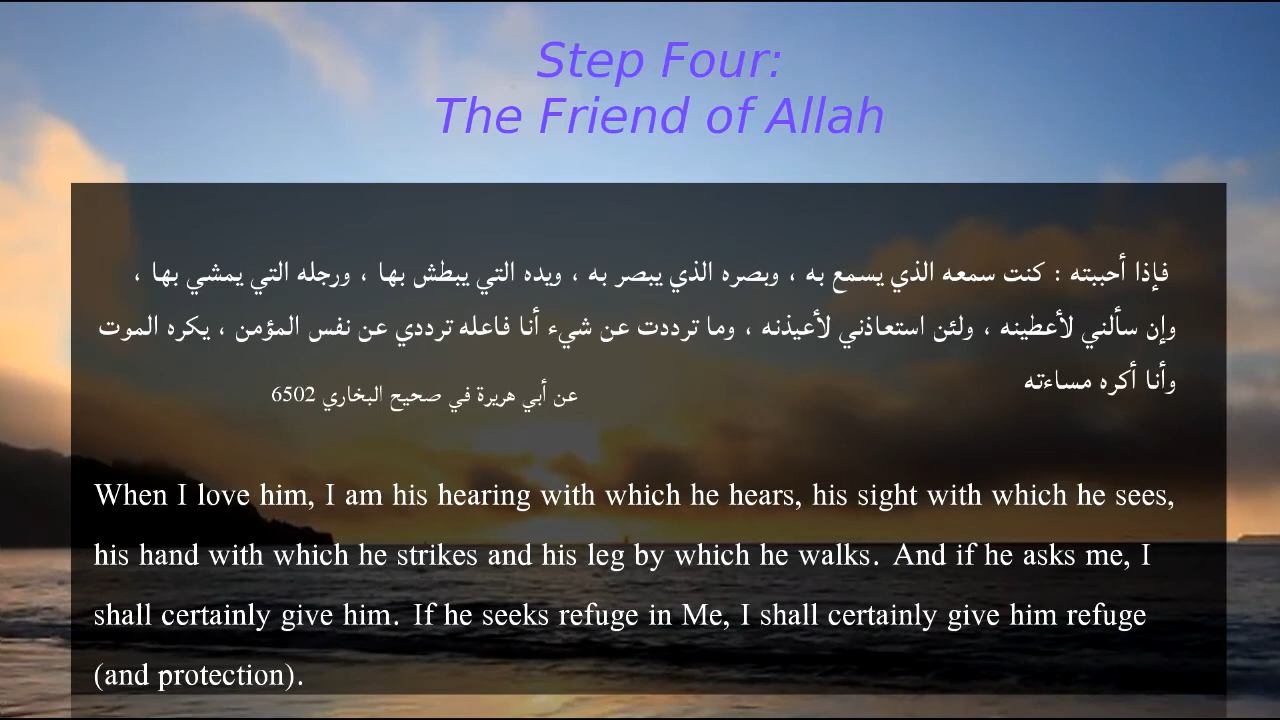 Step Four:
The Friend of Allah
فإذا أحببته : كنت سمعه الذي يسمع به ، وبصره الذي يبصر به ، ويده التي يبطش بها ، ورجله التي يمشي بها ،
وإن سألني لأعطينه ، ولئن استعاذني لأعيذنه ، وما ترددت عن شيء أنا فاعله ترددي عن نفس المؤمن ، يكره الموت
وأنا أكره مساءته
عن أبي هريرة في صحيح البخاري 6502
When I love him, I am his hearing with which he hears, his sight with which he sees,
his hand with which he strikes and his leg by which he walks. And if he asks me, I
shall certainly give him. If he seeks refuge in Me, I shall certainly give him refuge
(and protection).